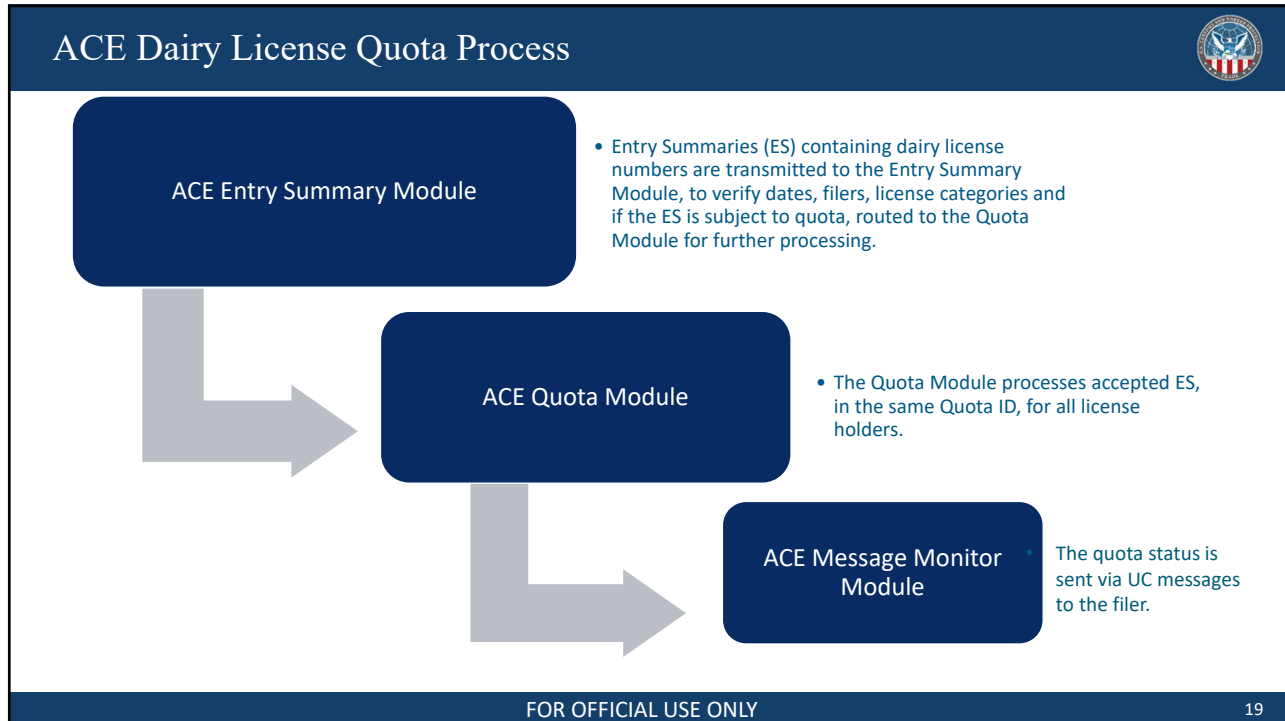 ACE Dairy License Quota Process
ACE Entry Summary Module
• Entry Summaries (ES) containing dairy license
numbers are transmitted to the Entry Summary
Module, to verify dates, filers, license categories and
if the ES is subject to quota, routed to the Quota
Module for further processing.
ACE Quota Module
• The Quota Module processes accepted ES,
in the same Quota ID, for all license
holders.
ACE Message Monitor
Module
• The quota status is
sent via UC messages
to the filer.
FOR OFFICIAL USE ONLY
19